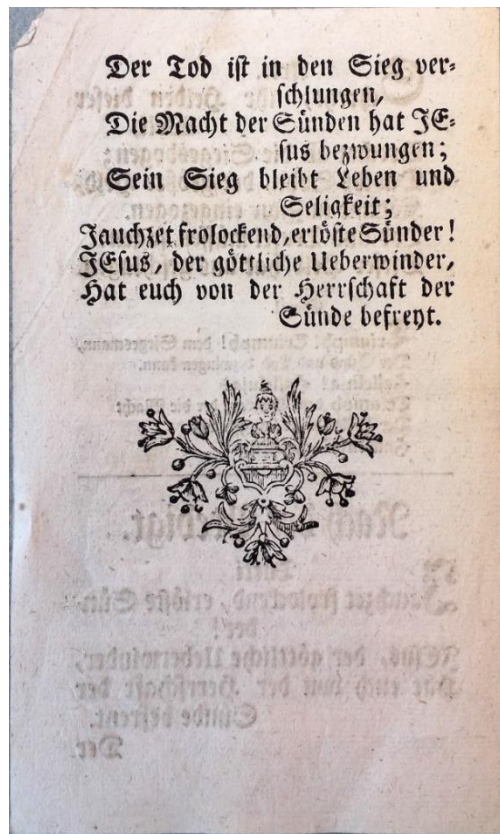 Der Tod ist in den Sieg ver-
schlungen,
Die Macht der Sünden hat JE-
sus bezwungen;
Sein Sieg bleibt Leben und
Seligkeit;
Jauchzet frolockend, erlöste Sünder!
JEsus, der göttliche Ueberwinder,
Hat euch von der Herrschaft der
Sünde befreyt.